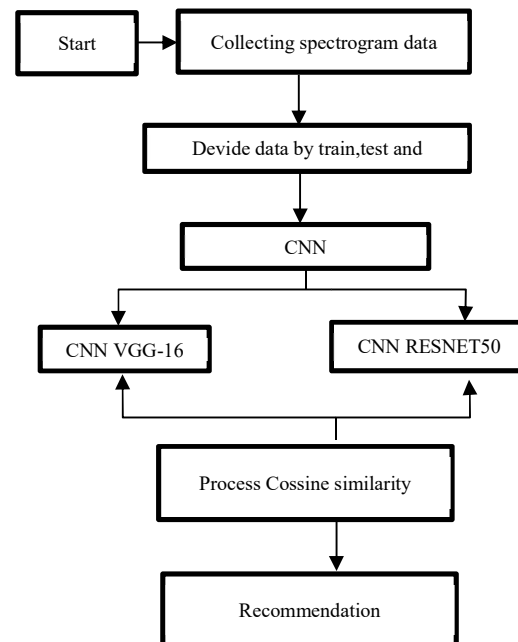 Start
Collecting spectrogram data
Devide data by train,test and
CNN
CNN VGG-16
CNN RESNET50
Process Cossine similarity
Recommendation